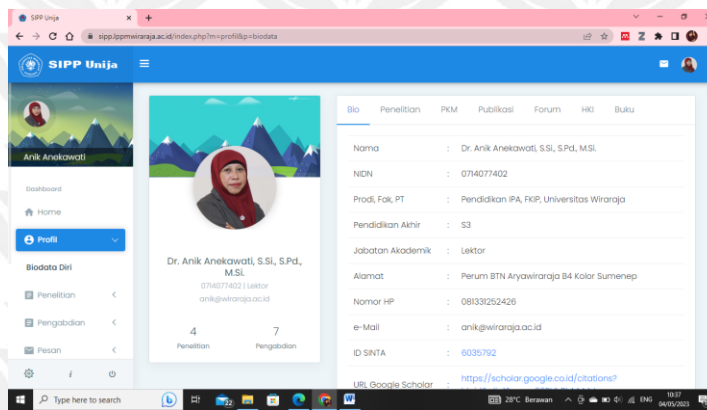 SIPP Unija
sipp.lppmwiraraja.ac.id/index.php?m=profil&p=biodata
SIPP Unija
Anik Anekawati
Dashboard
Home
Profil
Biodata Diri
Penelitian
Pengabdian
Pesan
Dr. Anik Anekawati, S.Si., S.Pd.,
M.Si.
0714077402 | Lektor
anik@wiraraja.ac.id
4 7
Penelitian Pengabdian
Bio Penelitian PKM Publikasi Forum HKI Buku
Nama : Dr. Anik Anekawati, S.Si., S.Pd., M.Si.
NIDN : 0714077402
Prodi, Fak, PT : Pendidikan IPA, FKIP, Universitas Wiraraja
Pendidikan Akhir : S3
Jabatan Akademik : Lektor
Alamat : Perum BTN Aryawiraraja B4 Kolor Sumenep
Nomor HP : 081331252426
e-Mail : anik@wiraraja.ac.id
ID SINTA : 6035792
URL Google Scholar : https://scholar.google.co.id/citations?
Type here to search
28°C Berawan
ENG
10:37
04/05/2023